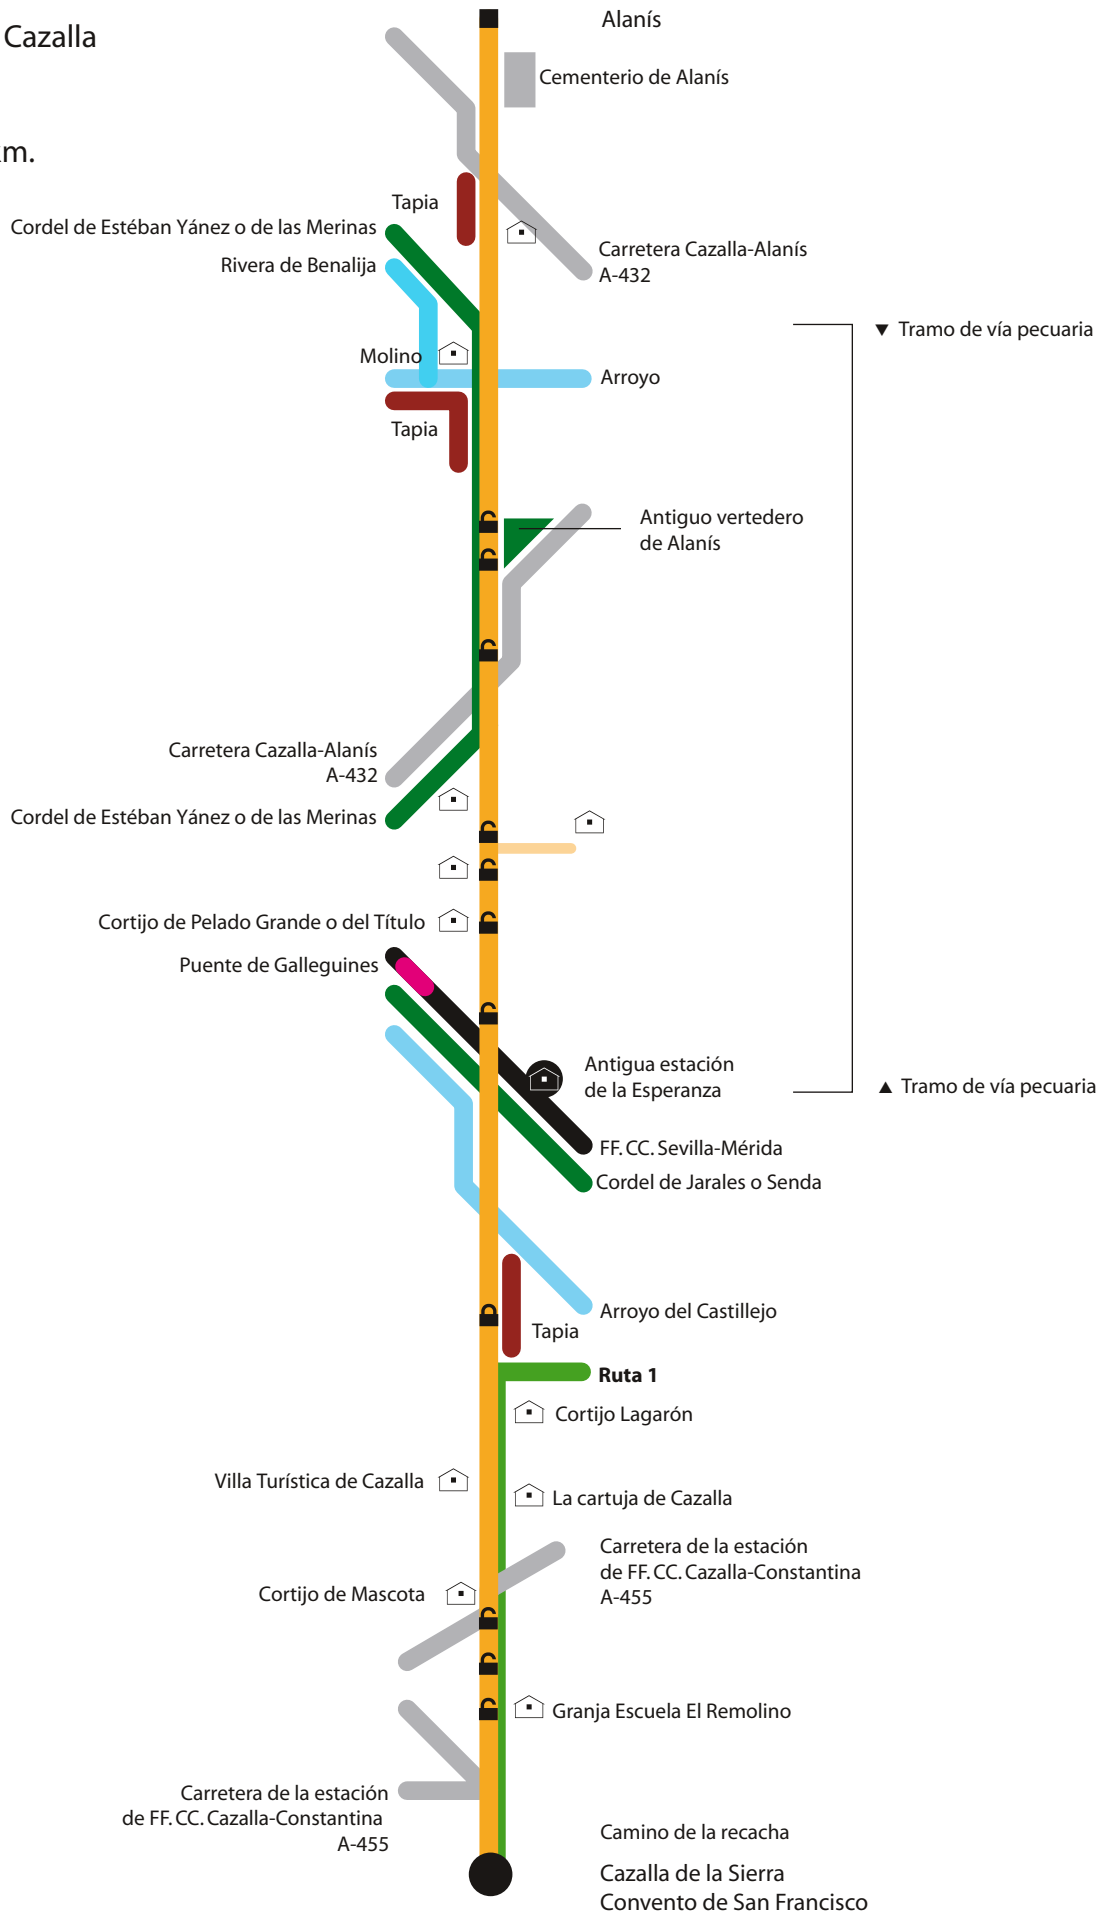 Alanís
Cazalla
Cementerio de Alanís
m.
Tapia
Cordel de Estéban Yánez o de las Merinas
Rivera de Benalija
Carretera Cazalla-Alanís
A-432
▼ Tramo de vía pecuaria
Molino
Arroyo
Tapia
Antiguo vertedero
de Alanís
Carretera Cazalla-Alanís
A-432
Cordel de Estéban Yánez o de las Merinas
Cortijo de Pelado Grande o del Título
Puente de Galleguines
Antigua estación
de la Esperanza
▲ Tramo de vía pecuaria
FF. CC. Sevilla-Mérida
Cordel de Jarales o Senda
Arroyo del Castillejo
Tapia
Ruta 1
Cortijo Lagarón
Villa Turística de Cazalla
La cartuja de Cazalla
Carretera de la estación
de FF. CC. Cazalla-Constantina
A-455
Cortijo de Mascota
Granja Escuela El Remolino
Carretera de la estación
de FF. CC. Cazalla-Constantina
A-455
Camino de la recacha
Cazalla de la Sierra
Convento de San Francisco